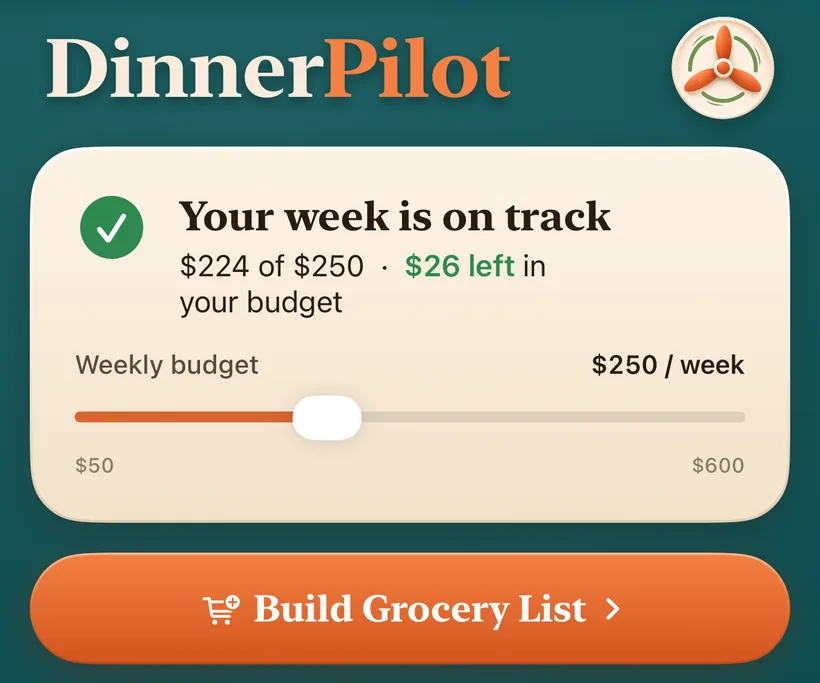 DinnerPilot
Your week is on track
$224 of $250 · $26 left in
your budget
Weekly budget $250 / week
$50 $600
Build Grocery List